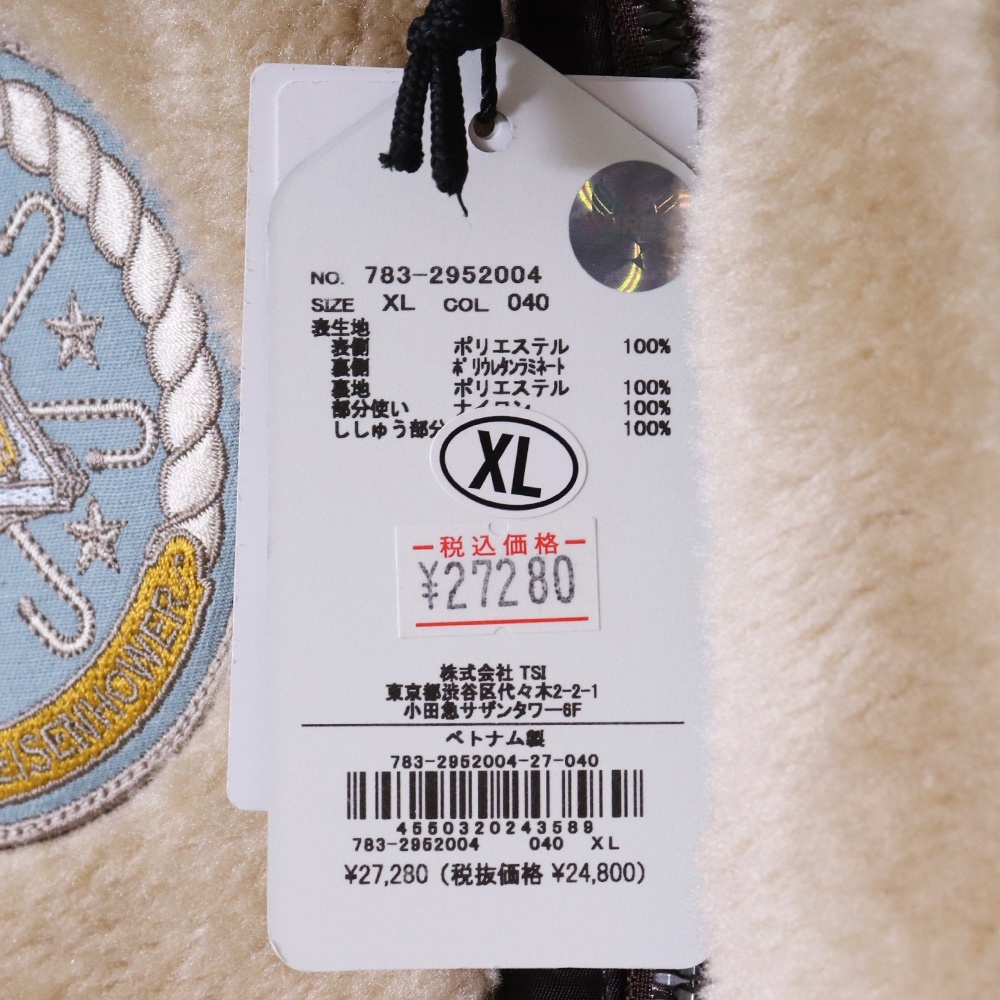 NO. 783-2952004
SIZE XL COL 040
表生地
表側 ポリエステル 100%
裏側 ポリウレタンラミネート
裏地 ポリエステル 100%
部分使い ナイロン 100%
ししゅう部分 100%
XL
税込価格
¥27280
株式会社 TSI
東京都渋谷区代々木2-2-1
小田急サザンタワー6F
ベトナム製
783-2952004-27-040
4550320243589
783-2952004 040 XL
¥27,280 (税抜価格 ¥24,800)
EISENHOWER